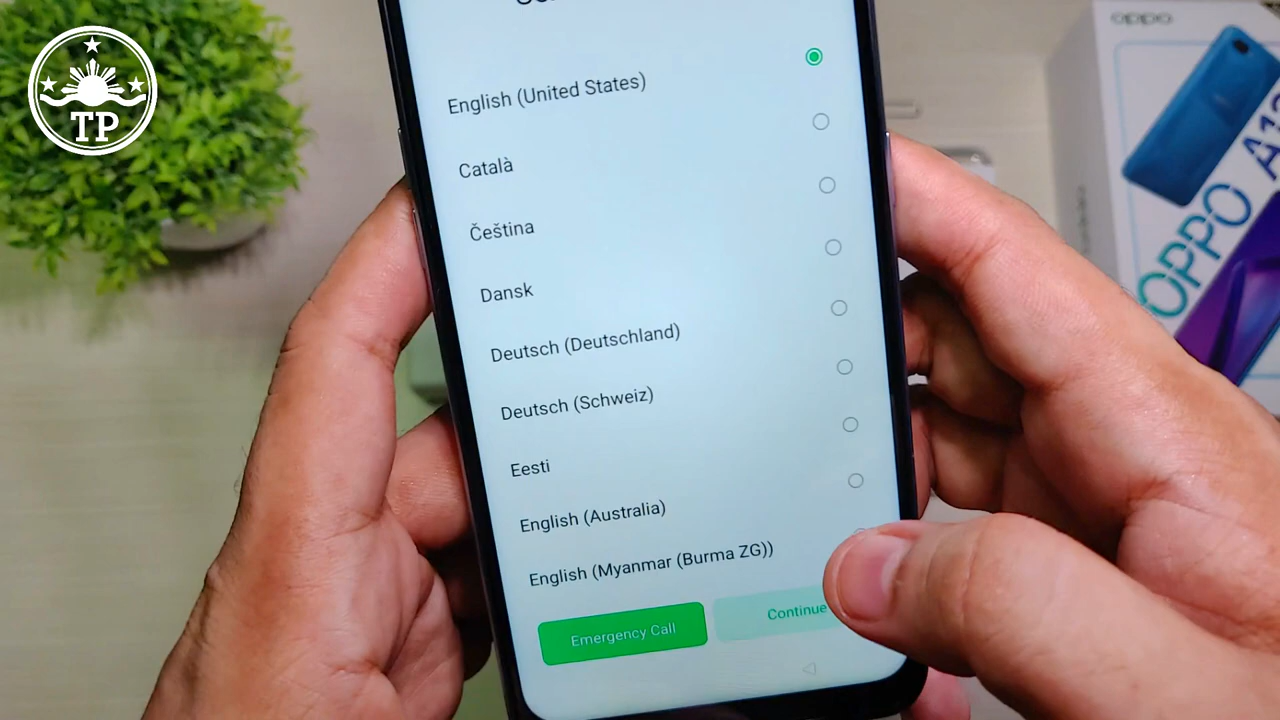 TP
oppo
English (United States)
Català
Čeština
Dansk
Deutsch (Deutschland)
Deutsch (Schweiz)
Eesti
English (Australia)
English (Myanmar (Burma ZG))
Emergency Call
Continue
OPPO